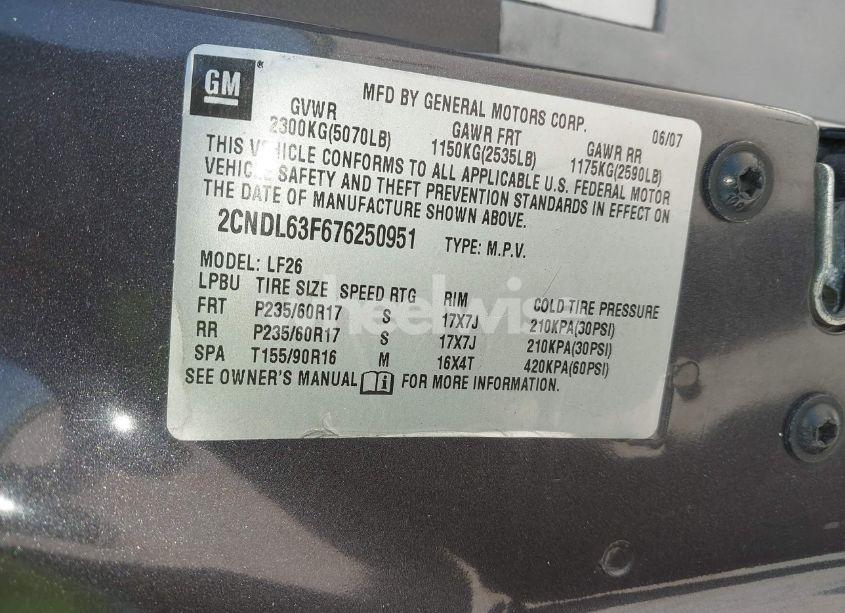 GM
MFD BY GENERAL MOTORS CORP. 06/07
GVWR GAWR FRT GAWR RR
2300KG(5070LB) 1150KG(2535LB) 1175KG(2590LB)
THIS VEHICLE CONFORMS TO ALL APPLICABLE U.S. FEDERAL MOTOR
VEHICLE SAFETY AND THEFT PREVENTION STANDARDS IN EFFECT ON
THE DATE OF MANUFACTURE SHOWN ABOVE.
2CNDL63F676250951 TYPE: M.P.V.
MODEL: LF26
LPBU TIRE SIZE SPEED RTG RIM COLD TIRE PRESSURE
FRT P235/60R17 S 17X7J 210KPA(30PSI)
RR P235/60R17 S 17X7J 210KPA(30PSI)
SPA T155/90R16 M 16X4T 420KPA(60PSI)
SEE OWNER'S MANUAL FOR MORE INFORMATION.